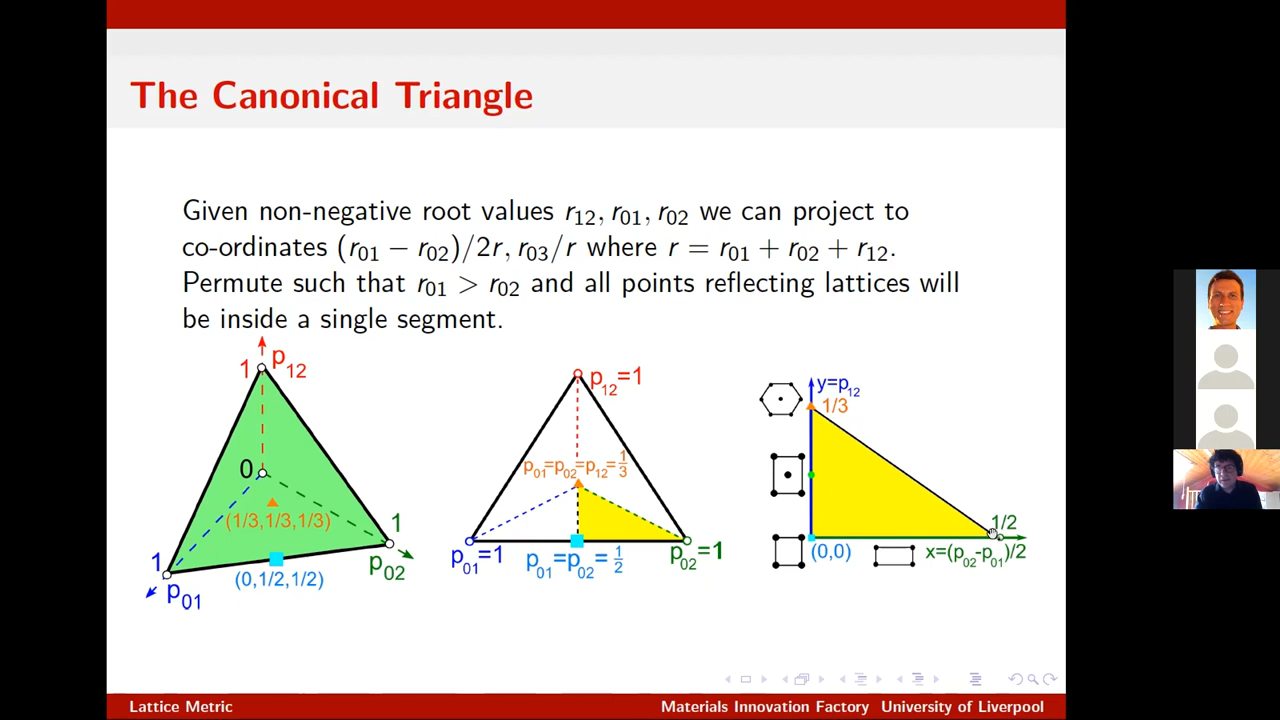 The Canonical Triangle
Given non-negative root values r12, r01, r02 we can project to
co-ordinates (r01 − r02)/2r, r03/r where r = r01 + r02 + r12.
Permute such that r01 > r02 and all points reflecting lattices will
be inside a single segment.
1 p12
0
(1/3,1/3,1/3)
1
p02
1
p01
(0,1/2,1/2)
p12=1
p01=p02=p12=1/3
p01=1
p01=p02=1/2
p02=1
y=p12
1/3
1/2
(0,0)
x=(p02-p01)/2
Lattice Metric
Materials Innovation Factory University of Liverpool